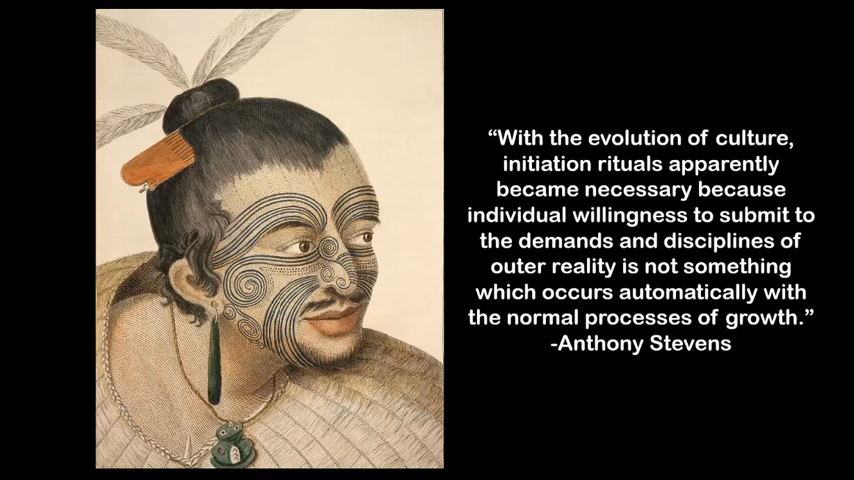 “With the evolution of culture,
initiation rituals apparently
became necessary because
individual willingness to submit to
the demands and disciplines of
outer reality is not something
which occurs automatically with
the normal processes of growth.”
-Anthony Stevens